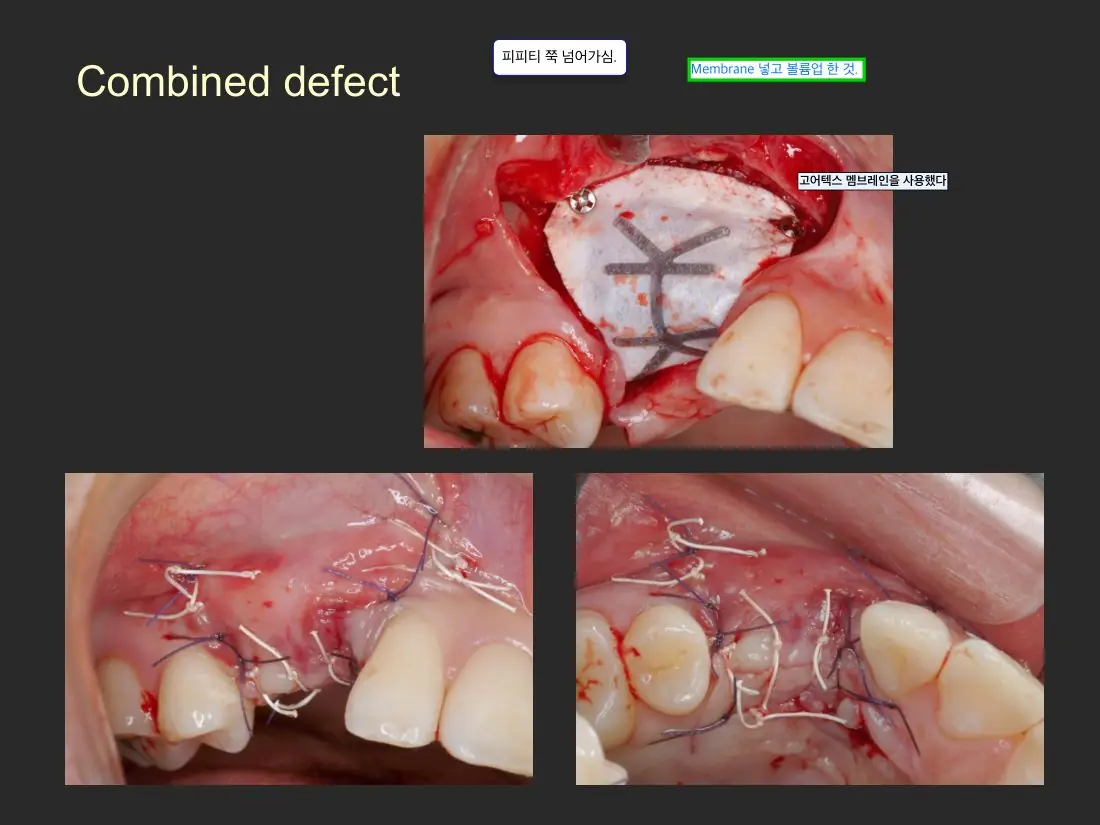 피피티 쭉 넘어가심.
Combined defect
Membrane 넣고 볼륨업 한 것.
고어텍스 멤브레인을 사용했다